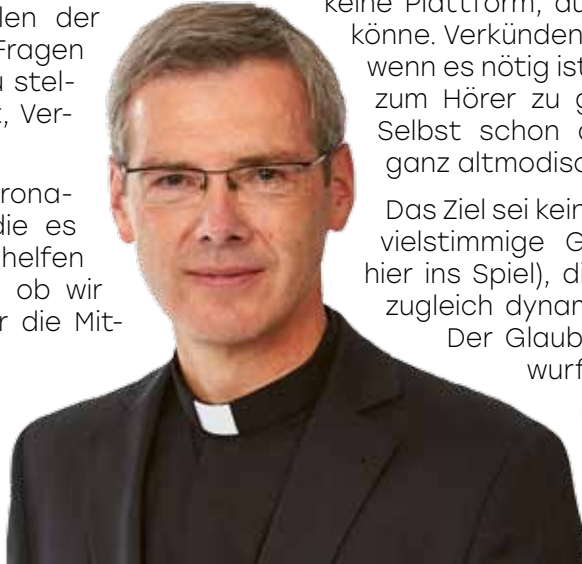 len der
Fragen
stel-
t, Ver-
rona-
die es
helfen
ob wir
r die Mit-
keine Plattform, au
könne. Verkünden
wenn es nötig ist
zum Hörer zu g
Selbst schon d
ganz altmodisc
Das Ziel sei kein
vielstimmige G
hier ins Spiel), di
zugleich dynam
Der Glaub
wurf